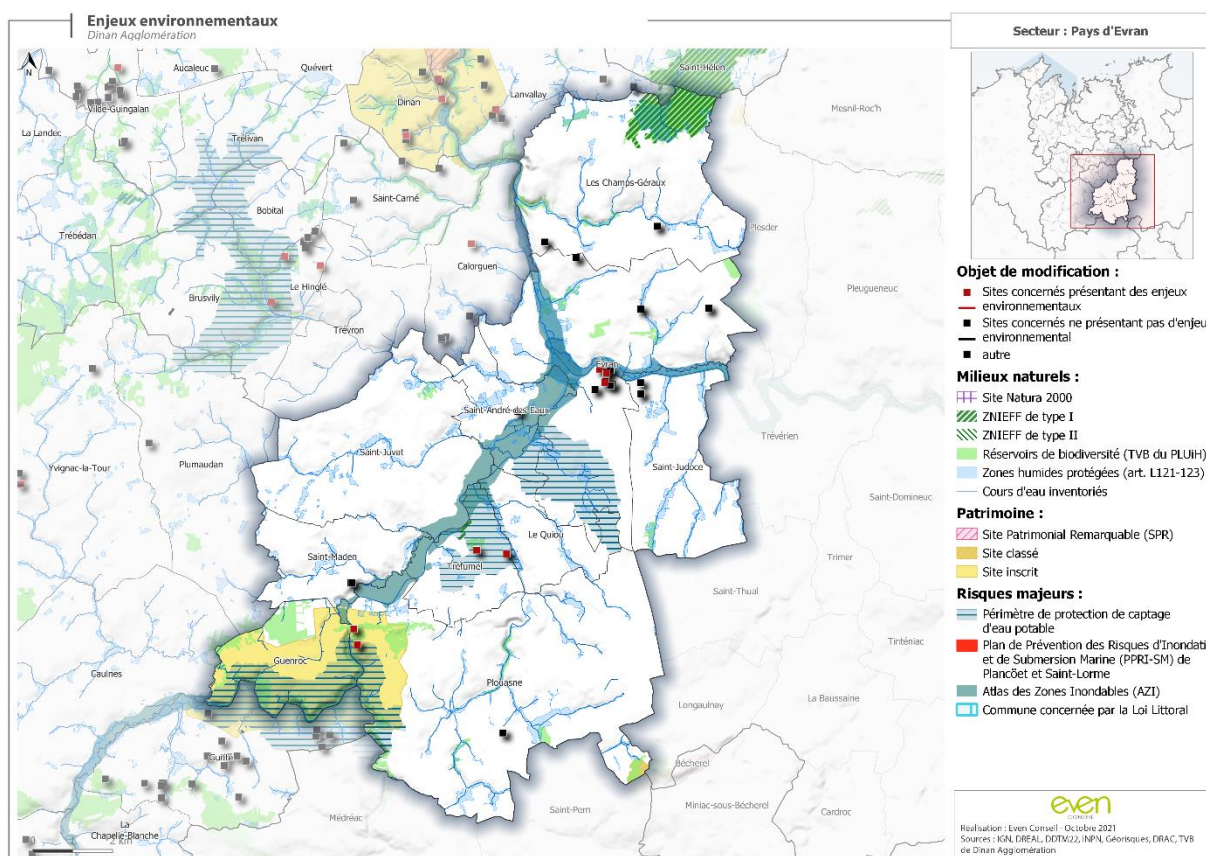 Enjeux environnementaux
Dinan Agglomération
Secteur : Pays d'Evran
N
Aucaleuc
Quévert
Saint-Hélen
Vildé-Guingalan
Dinan
Lanvallay
Mesnil-Roc'h
La Landec
Trélivan
Les Champs-Géraux
Saint-Carné
Bobital
Trébédan
Plesder
Calorguen
Pleugueneuc
Le Hinglé
Brusvily
Trévron
Évran
Saint-André-des-Eaux
Trévérien
Saint-Juvat
Yvignac-la-Tour
Plumaudan
Saint-Judoce
Saint-Domineuc
Le Quiou
Saint-Maden
Tréfumel
Trimer
Saint-Thual
Tinténiac
Guenroc
Caulnes
Plouasne
La Baussaine
Longaulnay
Guitté
Bécherel
Saint-Pern
Miniac-sous-Bécherel
Cardroc
Médréac
La
Chapelle-Blanche
0
2 km
Objet de modification :
Sites concernés présentant des enjeux
environnementaux
Sites concernés ne présentant pas d'enjeu
environnemental
autre
Milieux naturels :
Site Natura 2000
ZNIEFF de type I
ZNIEFF de type II
Réservoirs de biodiversité (TVB du PLUiH)
Zones humides protégées (art. L121-123)
Cours d'eau inventoriés
Patrimoine :
Site Patrimonial Remarquable (SPR)
Site classé
Site inscrit
Risques majeurs :
Périmètre de protection de captage
d'eau potable
Plan de Prévention des Risques d'Inondati
et de Submersion Marine (PPRI-SM) de
Plancöet et Saint-Lorme
Atlas des Zones Inondables (AZI)
Commune concernée par la Loi Littoral
even
CONSEIL
Réalisation : Even Conseil - Octobre 2021
Sources : IGN, DREAL, DDTM22, INPN, Géorisques, DRAC, TVB
de Dinan Agglomération